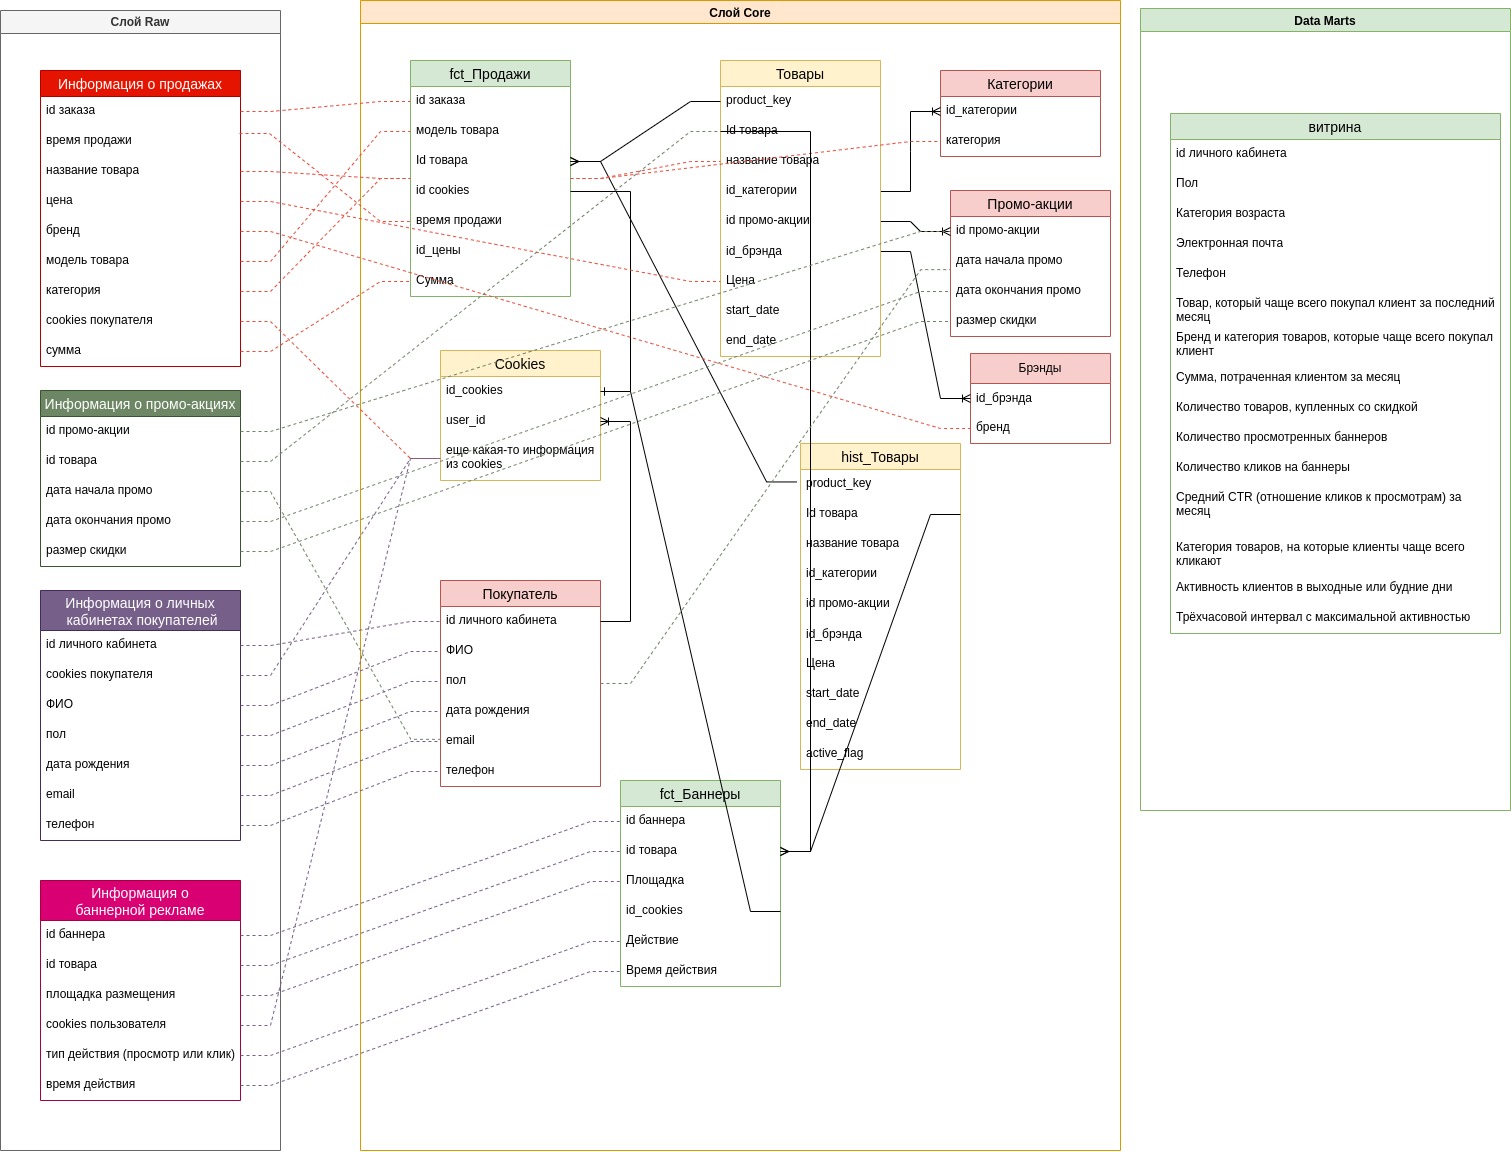 Слой Raw
Информация о продажах
id заказа
время продажи
название товара
цена
бренд
модель товара
категория
cookies покупателя
сумма
Информация о промо-акциях
id промо-акции
id товара
дата начала промо
дата окончания промо
размер скидки
Информация о личных
кабинетах покупателей
id личного кабинета
cookies покупателя
ФИО
пол
дата рождения
email
телефон
Информация о
баннерной рекламе
id баннера
id товара
площадка размещения
cookies пользователя
тип действия (просмотр или клик)
время действия
Слой Core
fct_Продажи
id заказа
модель товара
Id товара
id cookies
время продажи
id_цены
Сумма
Cookies
id_cookies
user_id
еще какая-то информация
из cookies
Покупатель
id личного кабинета
ФИО
пол
дата рождения
email
телефон
fct_Баннеры
id баннера
id товара
Площадка
id_cookies
Действие
Время действия
Товары
product_key
Id товара
название товара
id_категории
id промо-акции
id_брэнда
Цена
start_date
end_date
hist_Товары
product_key
Id товара
название товара
id_категории
id промо-акции
id_брэнда
Цена
start_date
end_date
active_flag
Категории
id_категории
категория
Промо-акции
id промо-акции
дата начала промо
дата окончания промо
размер скидки
Брэнды
id_брэнда
бренд
Data Marts
витрина
id личного кабинета
Пол
Категория возраста
Электронная почта
Телефон
Товар, который чаще всего покупал клиент за последний
месяц
Бренд и категория товаров, которые чаще всего покупал
клиент
Сумма, потраченная клиентом за месяц
Количество товаров, купленных со скидкой
Количество просмотренных баннеров
Количество кликов на баннеры
Средний CTR (отношение кликов к просмотрам) за
месяц
Категория товаров, на которые клиенты чаще всего
кликают
Активность клиентов в выходные или будние дни
Трёхчасовой интервал с максимальной активностью